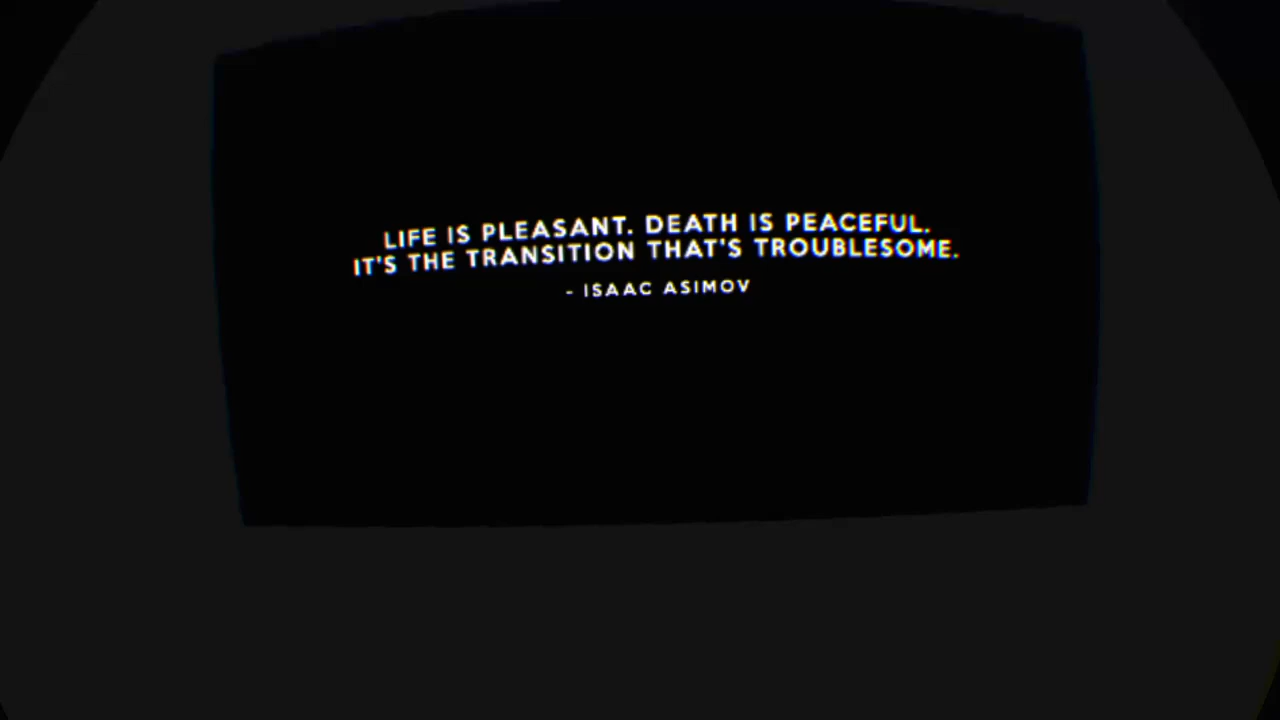 LIFE IS PLEASANT. DEATH IS PEACEFUL.
IT'S THE TRANSITION THAT'S TROUBLESOME.
- ISAAC ASIMOV